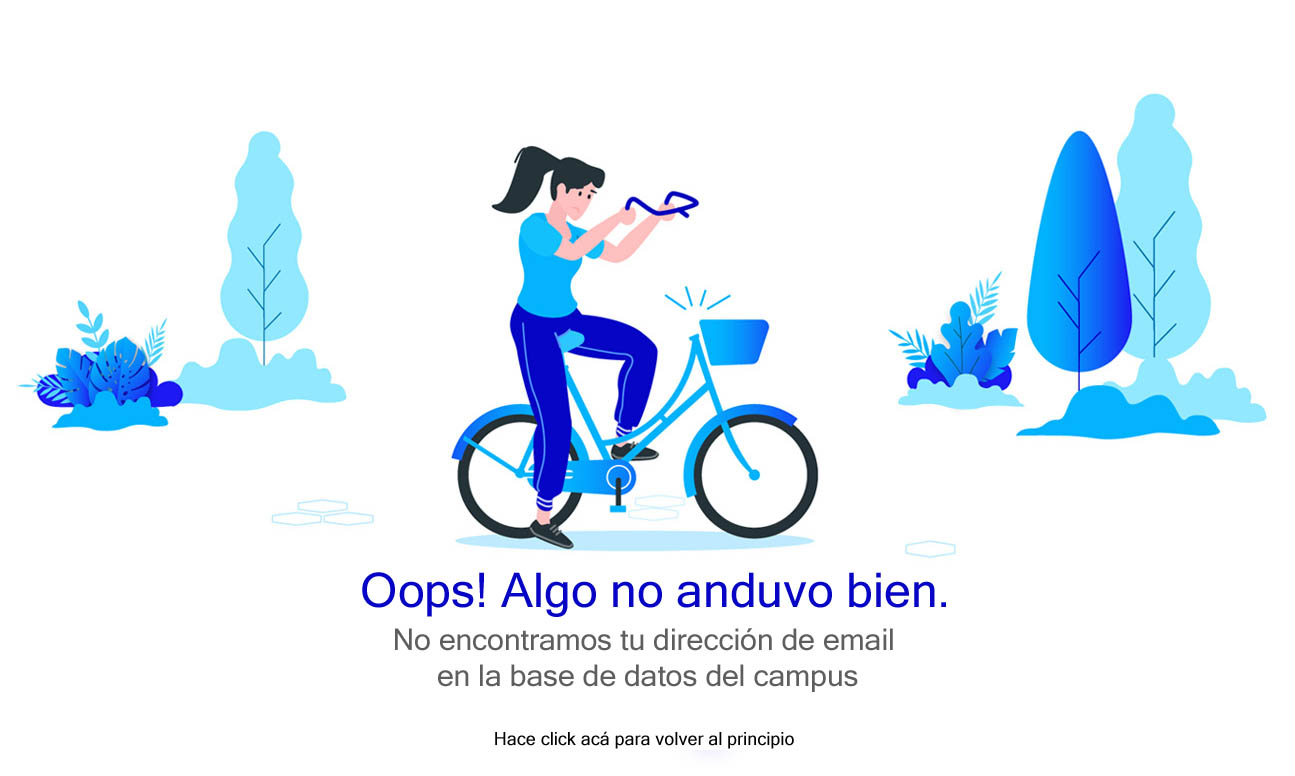 Oops! Algo no anduvo bien.
No encontramos tu dirección de email
en la base de datos del campus
Hace click acá para volver al principio